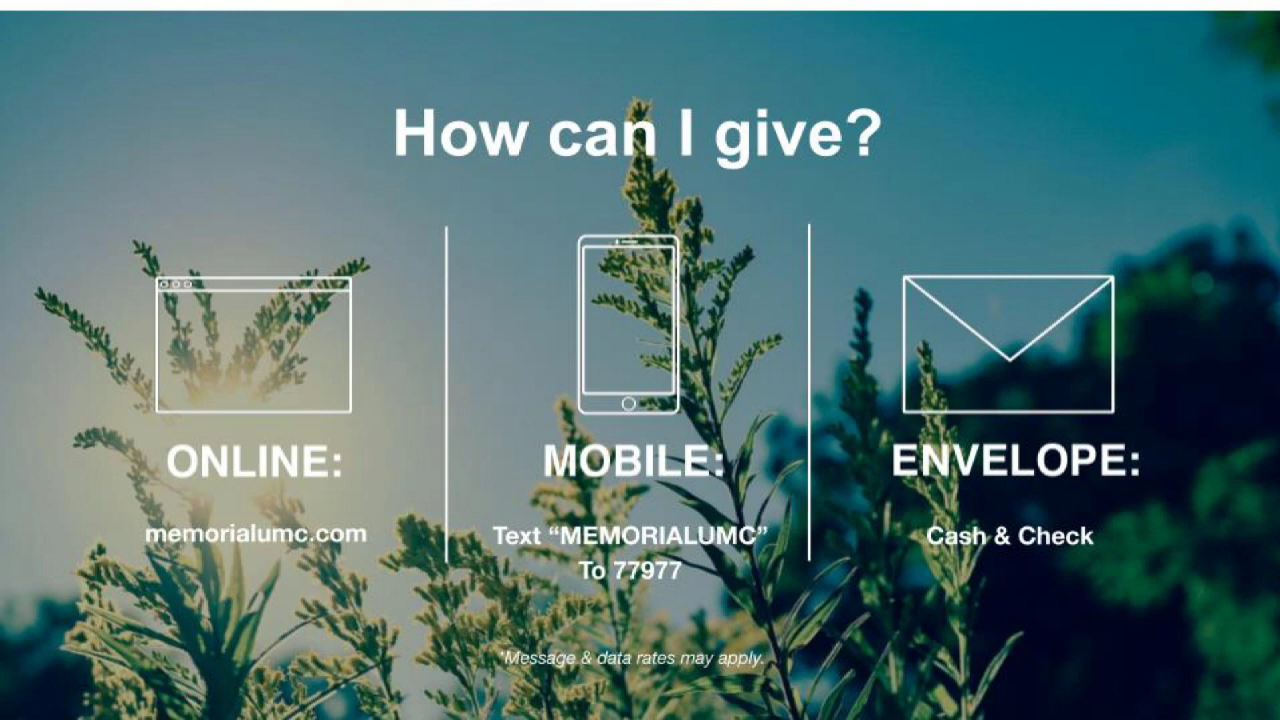 How can I give?
ONLINE:
memorialumc.com
MOBILE:
Text “MEMORIALUMC”
To 77977
*Message & data rates may apply.
ENVELOPE:
Cash & Check